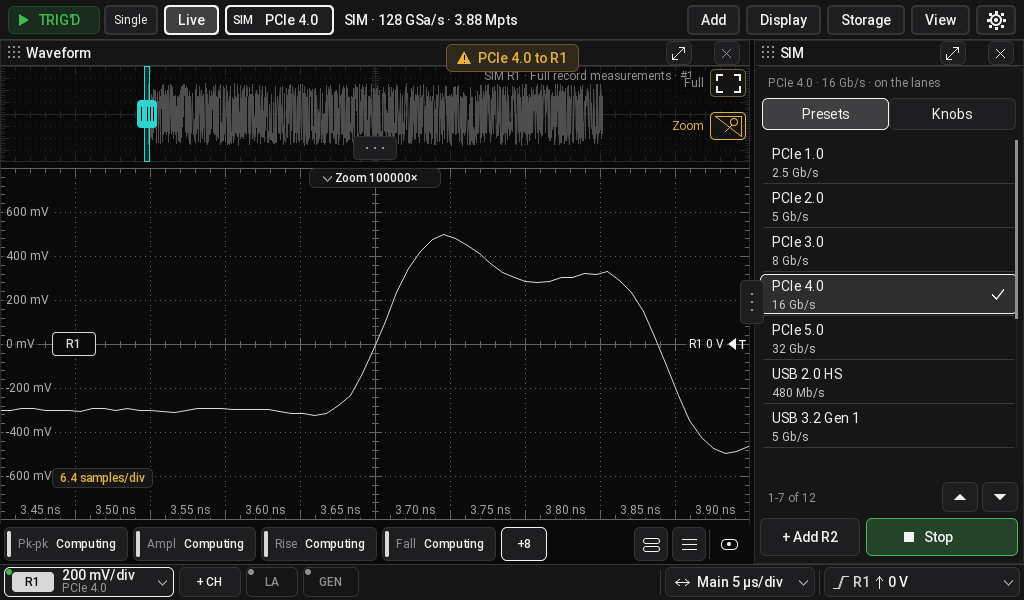 TRIG'D
Single
Live
SIM PCIe 4.0
SIM · 128 GSa/s · 3.88 Mpts
Add
Display
Storage
View
Waveform
PCIe 4.0 to R1
SIM R1 · Full record measurements · #1
Full
Zoom
Zoom 100000×
600 mV
400 mV
200 mV
0 mV
R1
R1 0 V
T
-200 mV
-400 mV
-600 mV
6.4 samples/div
3.45 ns
3.50 ns
3.55 ns
3.60 ns
3.65 ns
3.70 ns
3.75 ns
3.80 ns
3.85 ns
3.90 ns
SIM
PCIe 4.0 · 16 Gb/s · on the lanes
Presets
Knobs
PCIe 1.0
2.5 Gb/s
PCIe 2.0
5 Gb/s
PCIe 3.0
8 Gb/s
PCIe 4.0
16 Gb/s
PCIe 5.0
32 Gb/s
USB 2.0 HS
480 Mb/s
USB 3.2 Gen 1
5 Gb/s
1-7 of 12
+ Add R2
Stop
Pk-pk Computing
Ampl Computing
Rise Computing
Fall Computing
+8
R1
200 mV/div
PCIe 4.0
+ CH
LA
GEN
Main 5 µs/div
R1 ↑ 0 V